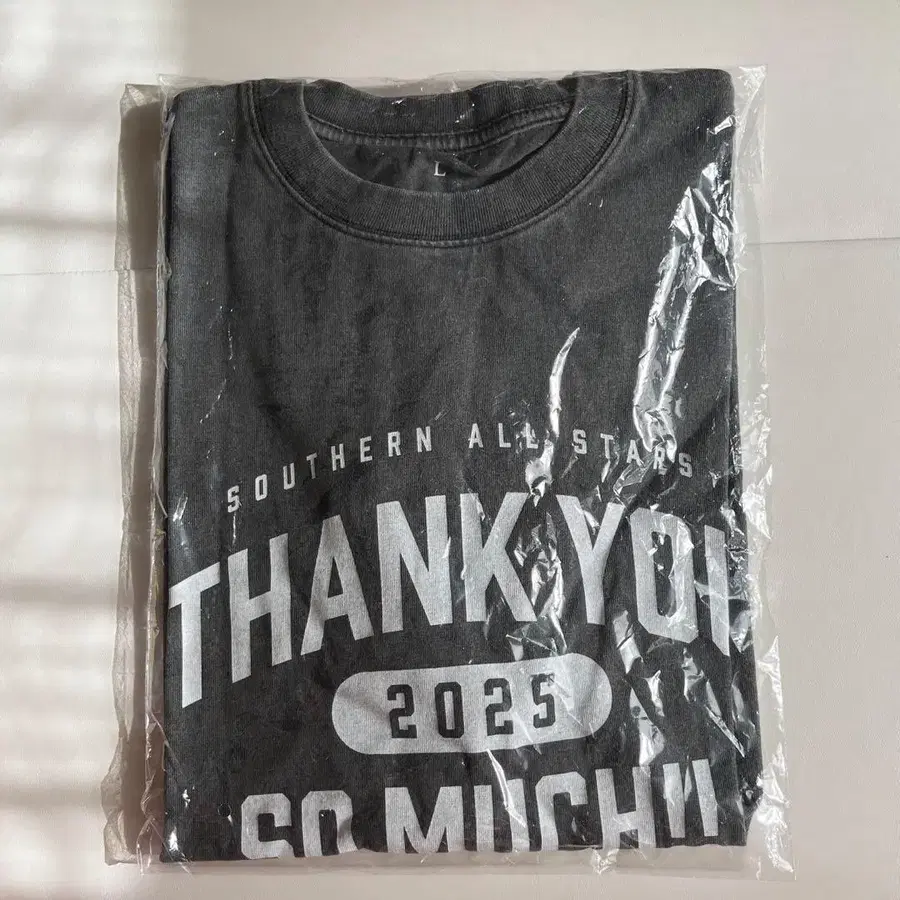 L
SOUTHERN ALL STARS
THANK YOU
2025
SO MUCH!!